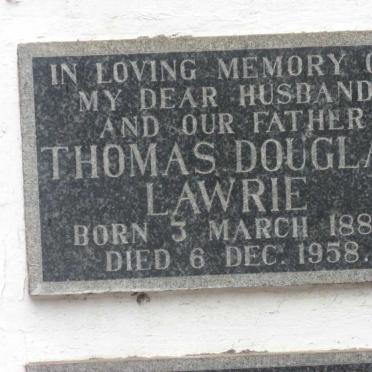 IN LOVING MEMORY O
MY DEAR HUSBAND
AND OUR FATHER
THOMAS DOUGLA
LAWRIE
BORN 3 MARCH 188
DIED 6 DEC. 1958.